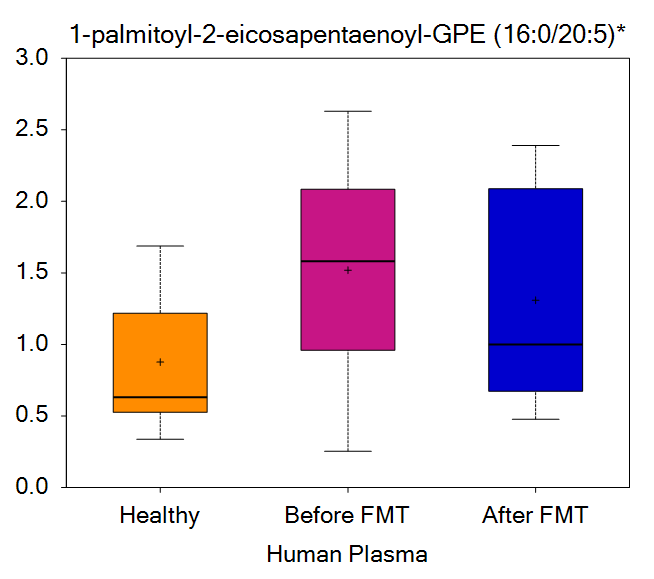 1-palmitoyl-2-eicosapentaenoyl-GPE (16:0/20:5)*
3.0
2.5
2.0
1.5
1.0
0.5
0.0
Healthy Before FMT After FMT
Human Plasma